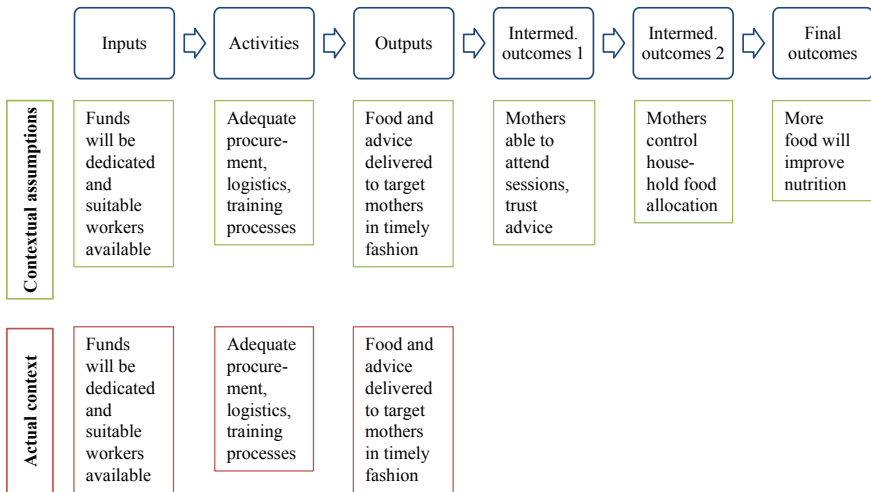 Inputs
Activities
Outputs
Intermed.
outcomes 1
Intermed.
outcomes 2
Final
outcomes
Contextual assumptions
Funds
will be
dedicated
and
suitable
workers
available
Adequate
procure-
ment,
logistics,
training
processes
Food and
advice
delivered
to target
mothers
in timely
fashion
Mothers
able to
attend
sessions,
trust
advice
Mothers
control
house-
hold food
allocation
More
food will
improve
nutrition
Actual context
Funds
will be
dedicated
and
suitable
workers
available
Adequate
procure-
ment,
logistics,
training
processes
Food and
advice
delivered
to target
mothers
in timely
fashion